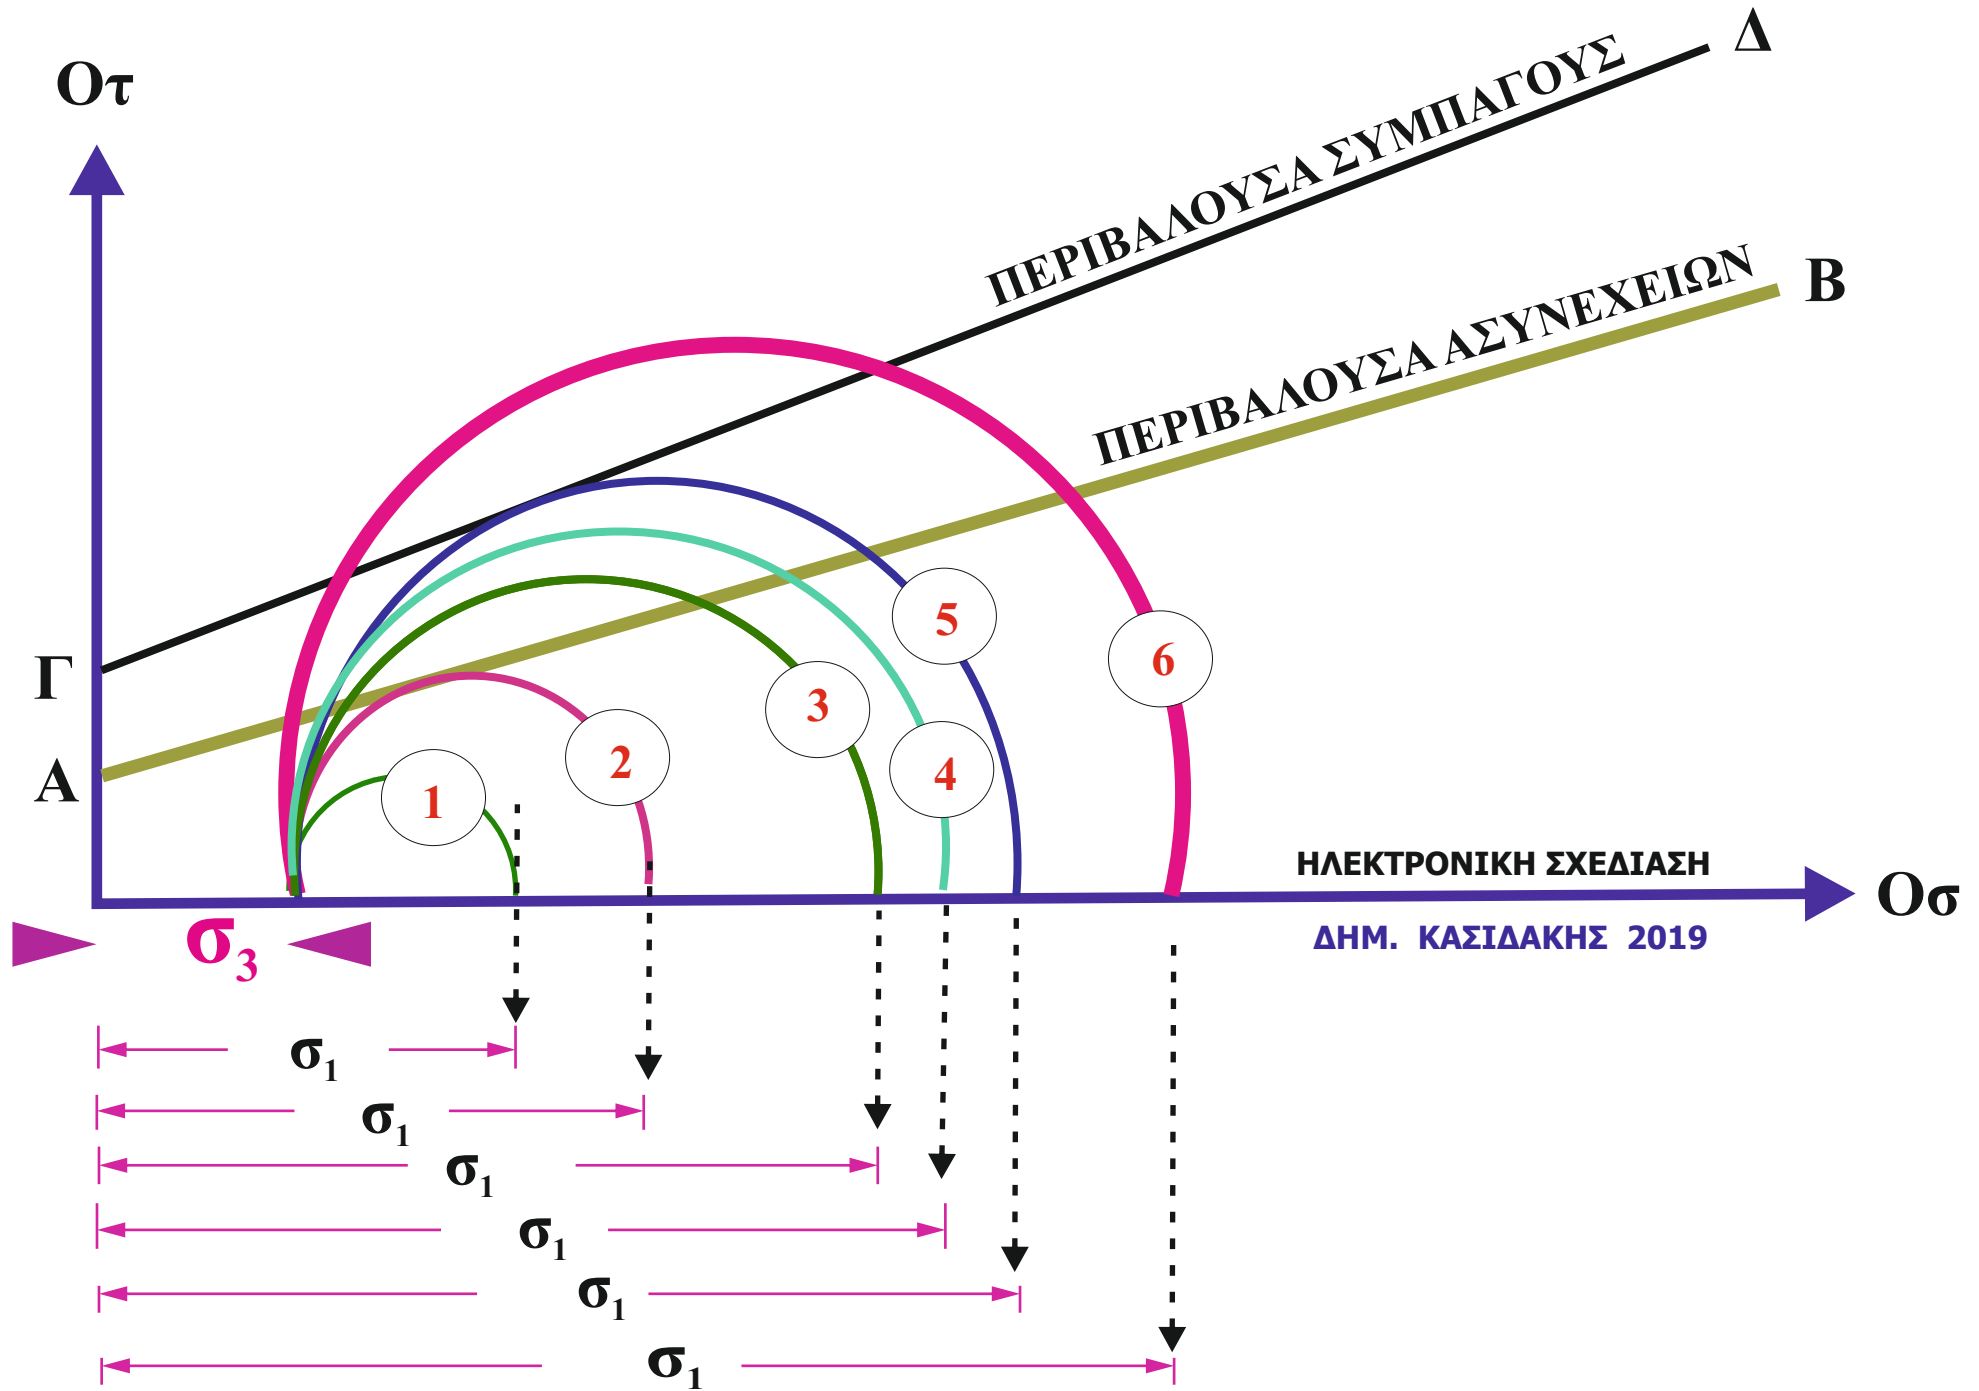 Οτ
Δ
ΠΕΡΙΒΑΛΟΥΣΑ ΣΥΜΠΑΓΟΥΣ
Β
ΠΕΡΙΒΑΛΟΥΣΑ ΑΣΥΝΕΧΕΙΩΝ
Γ
Α
1
2
3
4
5
6
ΗΛΕΚΤΡΟΝΙΚΗ ΣΧΕΔΙΑΣΗ
Οσ
ΔΗΜ. ΚΑΣΙΔΑΚΗΣ 2019
σ3
σ1
σ1
σ1
σ1
σ1
σ1